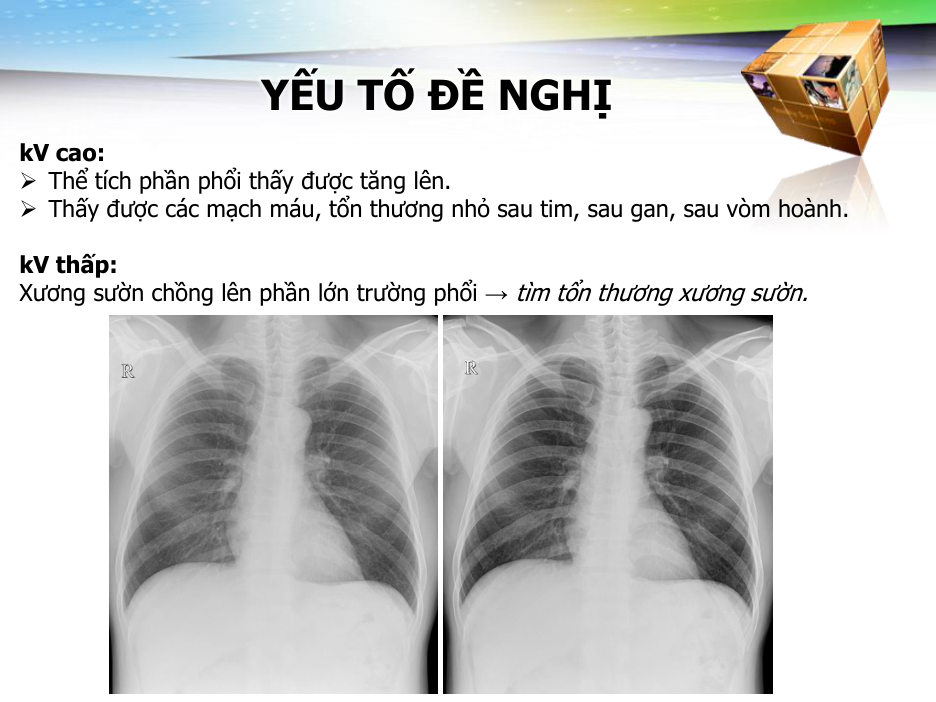 YẾU TỐ ĐỀ NGHỊ
kV cao:
➢ Thể tích phần phổi thấy được tăng lên.
➢ Thấy được các mạch máu, tổn thương nhỏ sau tim, sau gan, sau vòm hoành.
kV thấp:
Xương sườn chồng lên phần lớn trường phổi → tìm tổn thương xương sườn.
R
R